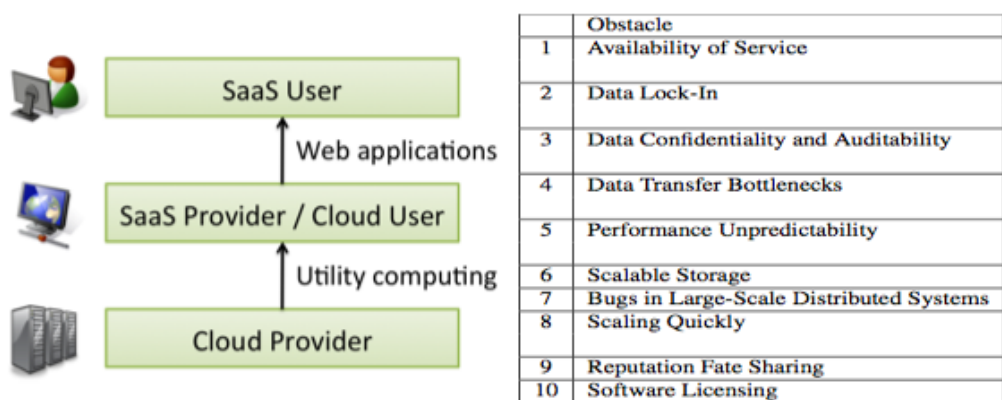 SaaS User
Web applications
SaaS Provider / Cloud User
Utility computing
Cloud Provider
Obstacle
1 Availability of Service
2 Data Lock-In
3 Data Confidentiality and Auditability
4 Data Transfer Bottlenecks
5 Performance Unpredictability
6 Scalable Storage
7 Bugs in Large-Scale Distributed Systems
8 Scaling Quickly
9 Reputation Fate Sharing
10 Software Licensing